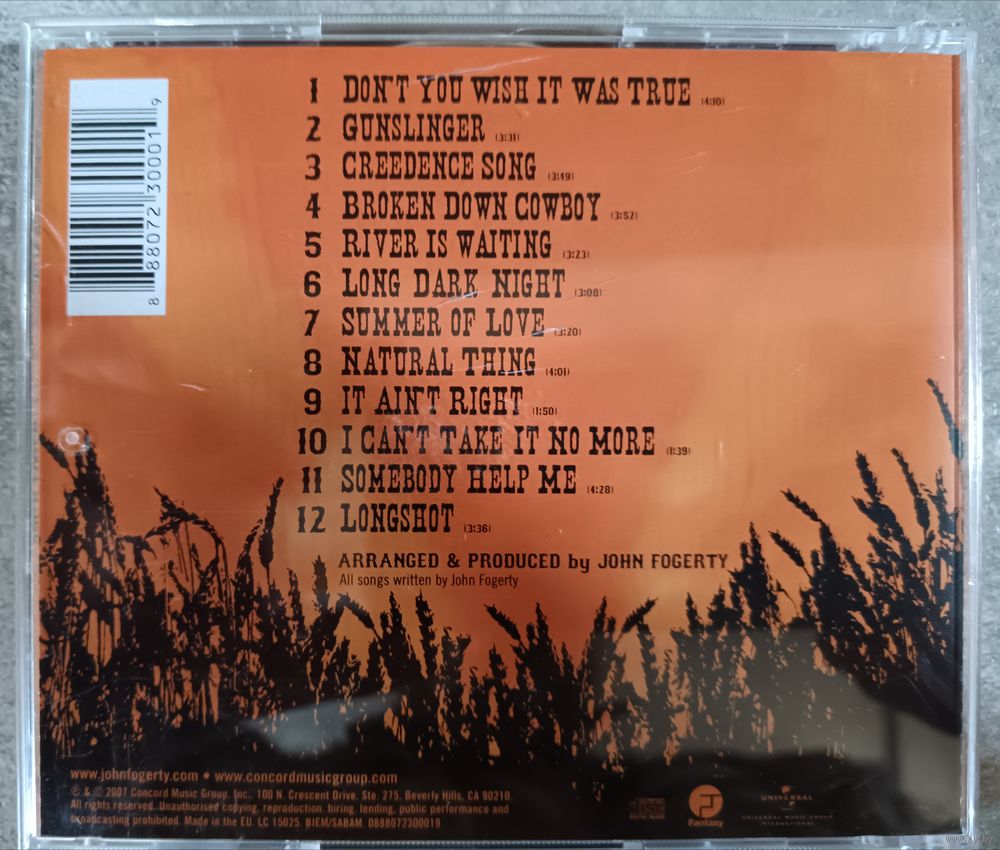 1 DON'T YOU WISH IT WAS TRUE (4:10)
2 GUNSLINGER (3:31)
3 CREEDENCE SONG (3:49)
4 BROKEN DOWN COWBOY (3:52)
5 RIVER IS WAITING (3:23)
6 LONG DARK NIGHT (3:08)
7 SUMMER OF LOVE (3:20)
8 NATURAL THING (4:01)
9 IT AIN'T RIGHT (1:50)
10 I CAN'T TAKE IT NO MORE (1:39)
11 SOMEBODY HELP ME (4:28)
12 LONGSHOT (3:36)
ARRANGED & PRODUCED by JOHN FOGERTY
All songs written by John Fogerty
8 88072 30001 9
www.johnfogerty.com • www.concordmusicgroup.com
℗ & © 2007 Concord Music Group, Inc., 100 N. Crescent Drive, Ste. 275, Beverly Hills, CA 90210.
All rights reserved. Unauthorised copying, reproduction, hiring, lending, public performance and
broadcasting prohibited. Made in the EU. LC 15025. BIEM/SABAM. 0888072300019
Fantasy
UNIVERSAL
UNIVERSAL MUSIC GROUP
INTERNATIONAL